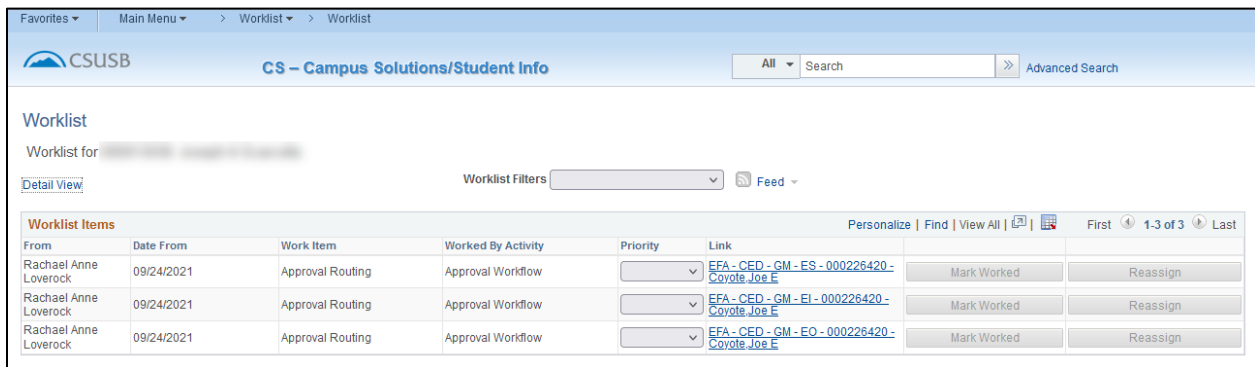 Favorites Main Menu > Worklist > Worklist
CSUSB
CS – Campus Solutions/Student Info
All Search » Advanced Search
Worklist
Worklist for
Detail View Worklist Filters Feed
Worklist Items Personalize | Find | View All | | First 1-3 of 3 Last
From Date From Work Item Worked By Activity Priority Link
Rachael Anne Loverock 09/24/2021 Approval Routing Approval Workflow EFA - CED - GM - ES - 000226420 - Coyote,Joe E Mark Worked Reassign
Rachael Anne Loverock 09/24/2021 Approval Routing Approval Workflow EFA - CED - GM - EI - 000226420 - Coyote,Joe E Mark Worked Reassign
Rachael Anne Loverock 09/24/2021 Approval Routing Approval Workflow EFA - CED - GM - EO - 000226420 - Coyote,Joe E Mark Worked Reassign